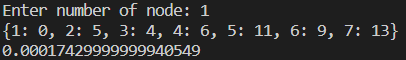 Enter number of node: 1
{1: 0, 2: 5, 3: 4, 4: 6, 5: 11, 6: 9, 7: 13}
0.00017429999999940549